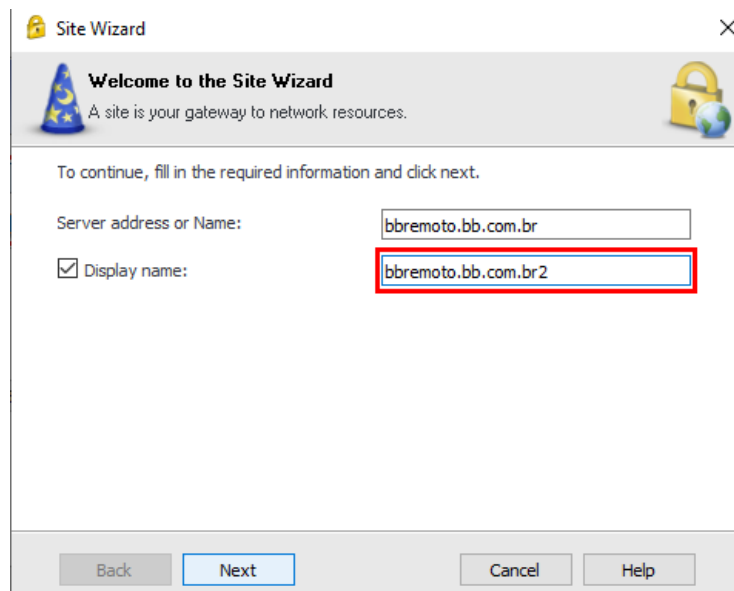 Site Wizard
Welcome to the Site Wizard
A site is your gateway to network resources.
To continue, fill in the required information and click next.
Server address or Name: bbremoto.bb.com.br
Display name: bbremoto.bb.com.br2
Back Next Cancel Help